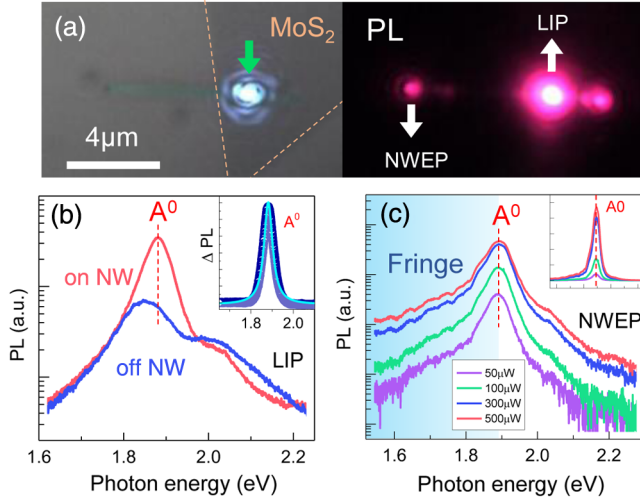 (a)
MoS₂
4μm
PL
LIP
NWEP
(b)
A⁰
on NW
off NW
LIP
PL (a.u.)
1.6
1.8
2.0
2.2
Photon energy (eV)
Δ PL
A⁰
1.8
2.0
(c)
A⁰
Fringe
NWEP
PL (a.u.)
50μW
100μW
300μW
500μW
1.6
1.8
2.0
2.2
Photon energy (eV)
A0